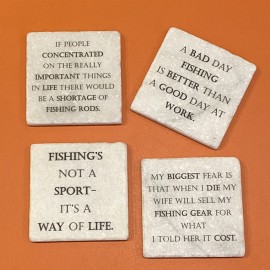 IF PEOPLE
CONCENTRATED
ON THE REALLY
IMPORTANT THINGS
IN LIFE THERE WOULD
BE A SHORTAGE OF
FISHING RODS.
A BAD DAY
FISHING
IS BETTER THAN
A GOOD DAY AT
WORK.
FISHING'S
NOT A
SPORT-
IT'S A
WAY OF LIFE.
MY BIGGEST FEAR IS
THAT WHEN I DIE MY
WIFE WILL SELL MY
FISHING GEAR FOR
WHAT
I TOLD HER IT COST.